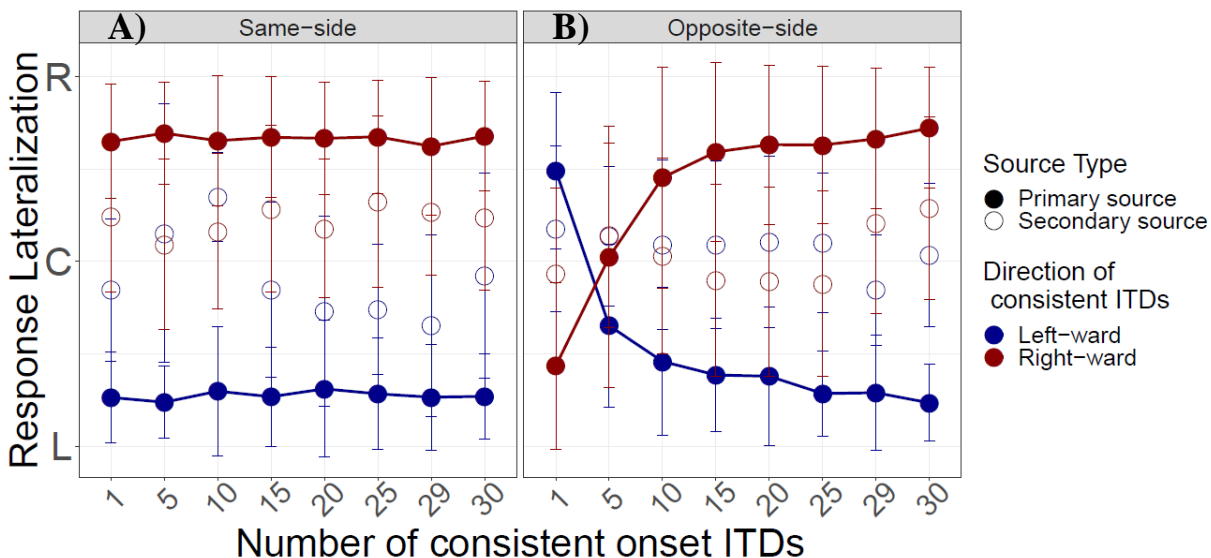 A) Same−side
B) Opposite−side
Response Lateralization
R
C
L
1 5 10 15 20 25 29 30
1 5 10 15 20 25 29 30
Number of consistent onset ITDs
Source Type
Primary source
Secondary source
Direction of
consistent ITDs
Left−ward
Right−ward